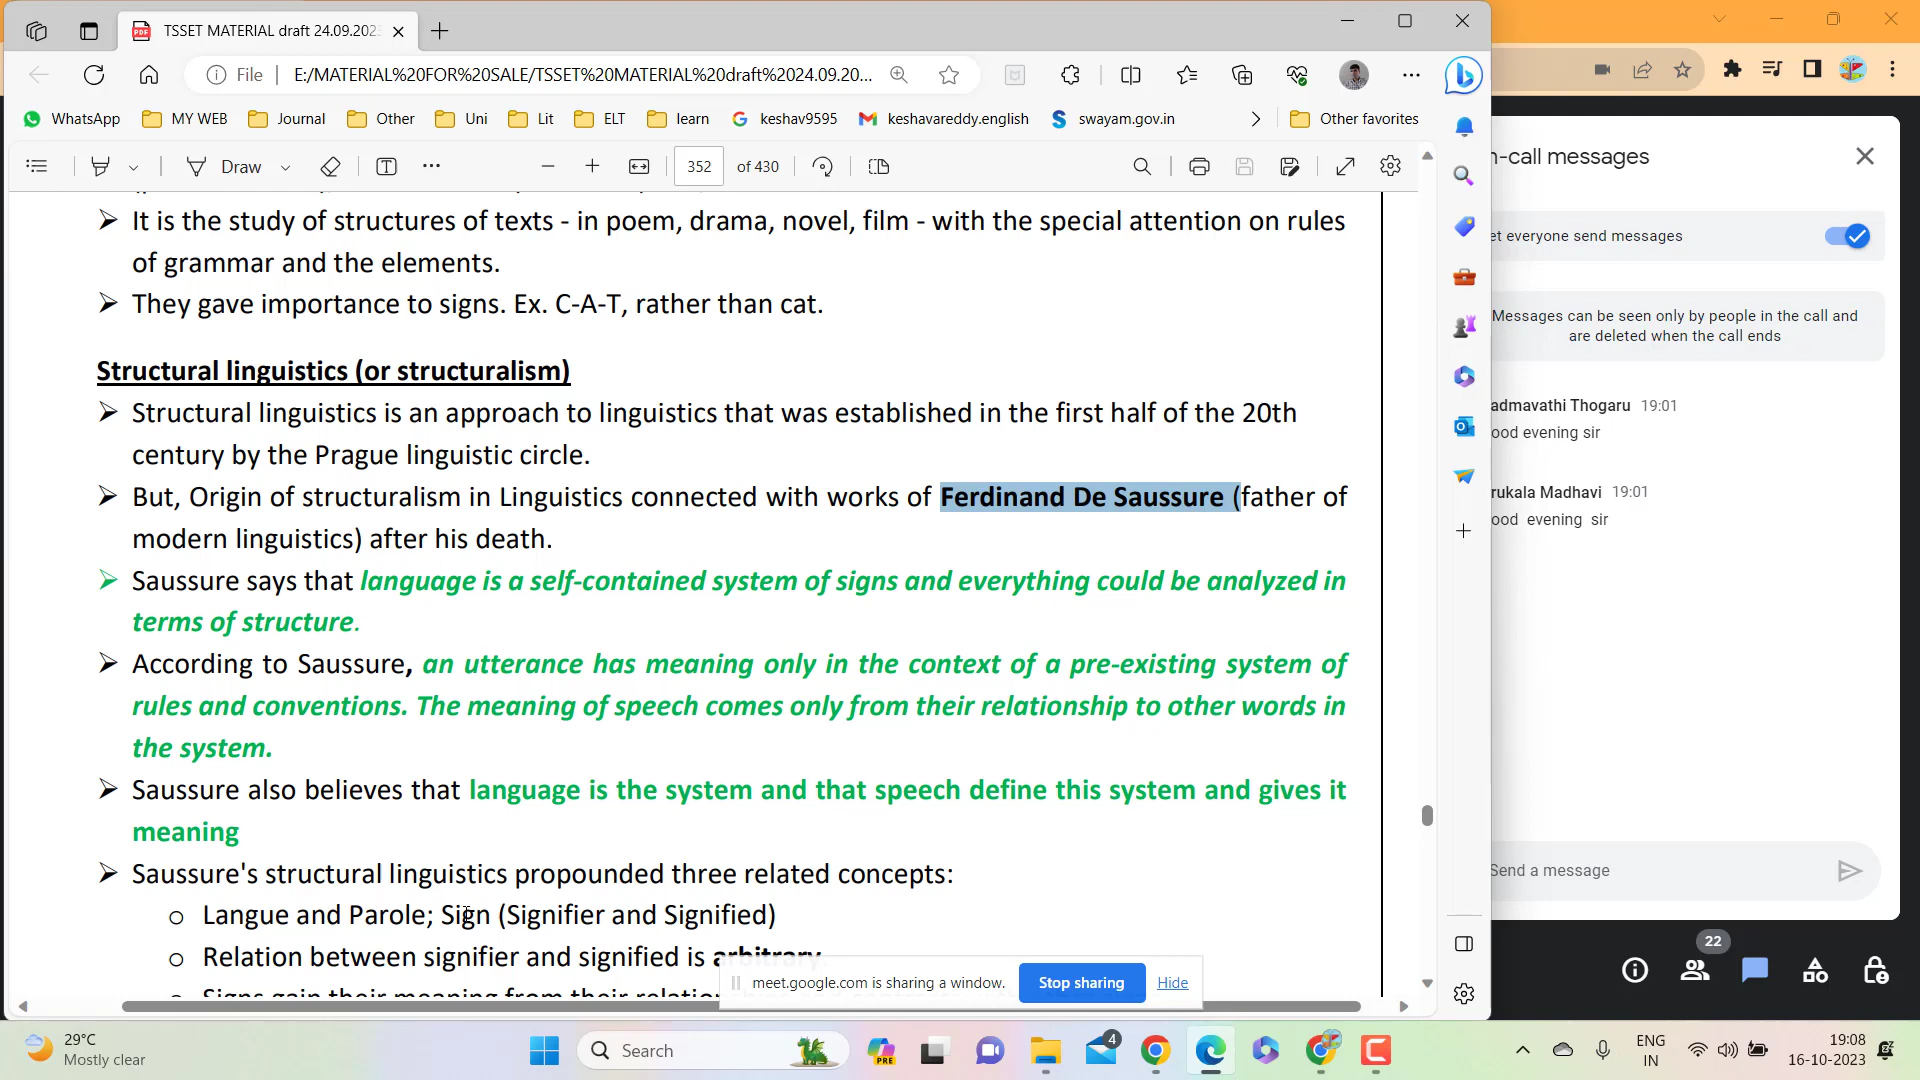 TSSET MATERIAL draft 24.09.202
File E:/MATERIAL%20FOR%20SALE/TSSET%20MATERIAL%20draft%2024.09.20...
WhatsApp MY WEB Journal Other Uni Lit ELT learn keshav9595 keshavareddy.english swayam.gov.in Other favorites
Draw 352 of 430
It is the study of structures of texts - in poem, drama, novel, film - with the special attention on rules
of grammar and the elements.
They gave importance to signs. Ex. C-A-T, rather than cat.
Structural linguistics (or structuralism)
Structural linguistics is an approach to linguistics that was established in the first half of the 20th
century by the Prague linguistic circle.
But, Origin of structuralism in Linguistics connected with works of Ferdinand De Saussure (father of
modern linguistics) after his death.
Saussure says that language is a self-contained system of signs and everything could be analyzed in
terms of structure.
According to Saussure, an utterance has meaning only in the context of a pre-existing system of
rules and conventions. The meaning of speech comes only from their relationship to other words in
the system.
Saussure also believes that language is the system and that speech define this system and gives it
meaning
Saussure's structural linguistics propounded three related concepts:
o Langue and Parole; Sign (Signifier and Signified)
o Relation between signifier and signified is arbitrary.
Signs gain their meaning from their
meet.google.com is sharing a window. Stop sharing Hide
n-call messages
et everyone send messages
Messages can be seen only by people in the call and
are deleted when the call ends
admavathi Thogaru 19:01
ood evening sir
rukala Madhavi 19:01
ood evening sir
Send a message
22
29°C
Mostly clear
Search
PRE
4
ENG
IN
19:08
16-10-2023